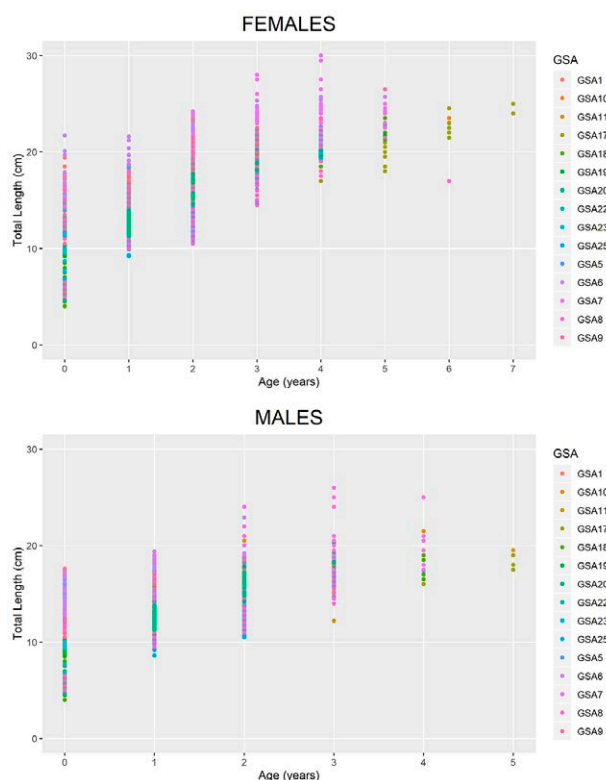 FEMALES
30
20
10
0
Total Length (cm)
0 1 2 3 4 5 6 7
Age (years)
GSA
GSA1
GSA10
GSA11
GSA17
GSA18
GSA19
GSA20
GSA22
GSA23
GSA25
GSA5
GSA6
GSA7
GSA8
GSA9
MALES
30
20
10
0
Total Length (cm)
0 1 2 3 4 5
Age (years)
GSA
GSA1
GSA10
GSA11
GSA17
GSA18
GSA19
GSA20
GSA22
GSA23
GSA25
GSA5
GSA6
GSA7
GSA8
GSA9